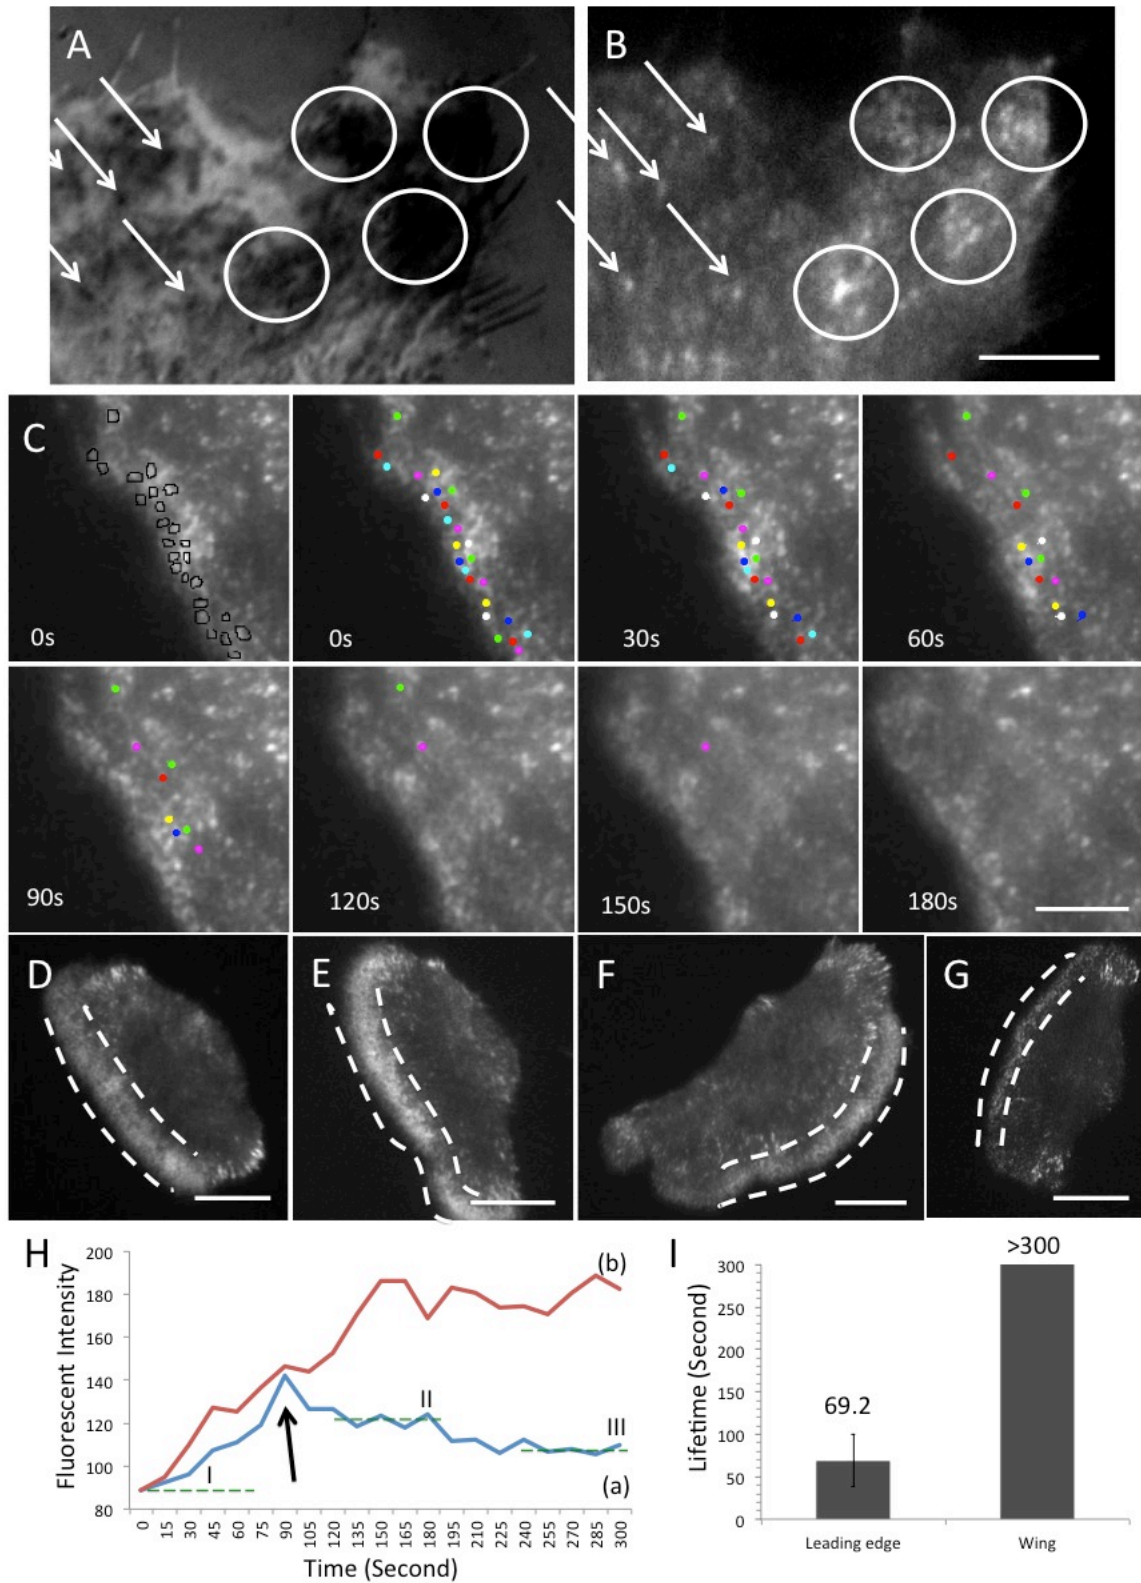 A
B
C
0s
0s
30s
60s
90s
120s
150s
180s
D
E
F
G
H
200
180
160
140
120
100
80
Fluorescent Intensity
(b)
II
III
I
(a)
0 15 30 45 60 75 90 105 120 135 150 165 180 195 210 225 240 255 270 285 300
Time (Second)
I
>300
300
250
200
150
100
50
0
Lifetime (Second)
69.2
Leading edge
Wing